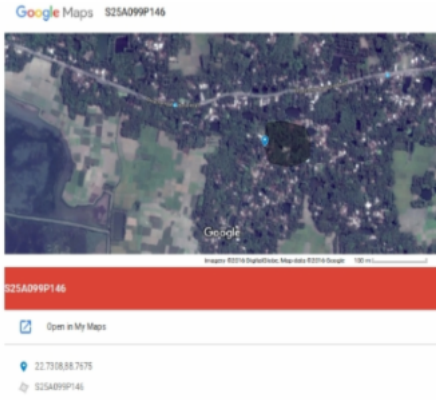 Google Maps S25A099P146
Google
Imagery ©2016 DigitalGlobe, Map data ©2016 Google 100 m
S25A099P146
Open in My Maps
22.7308,88.7675
S25A099P146